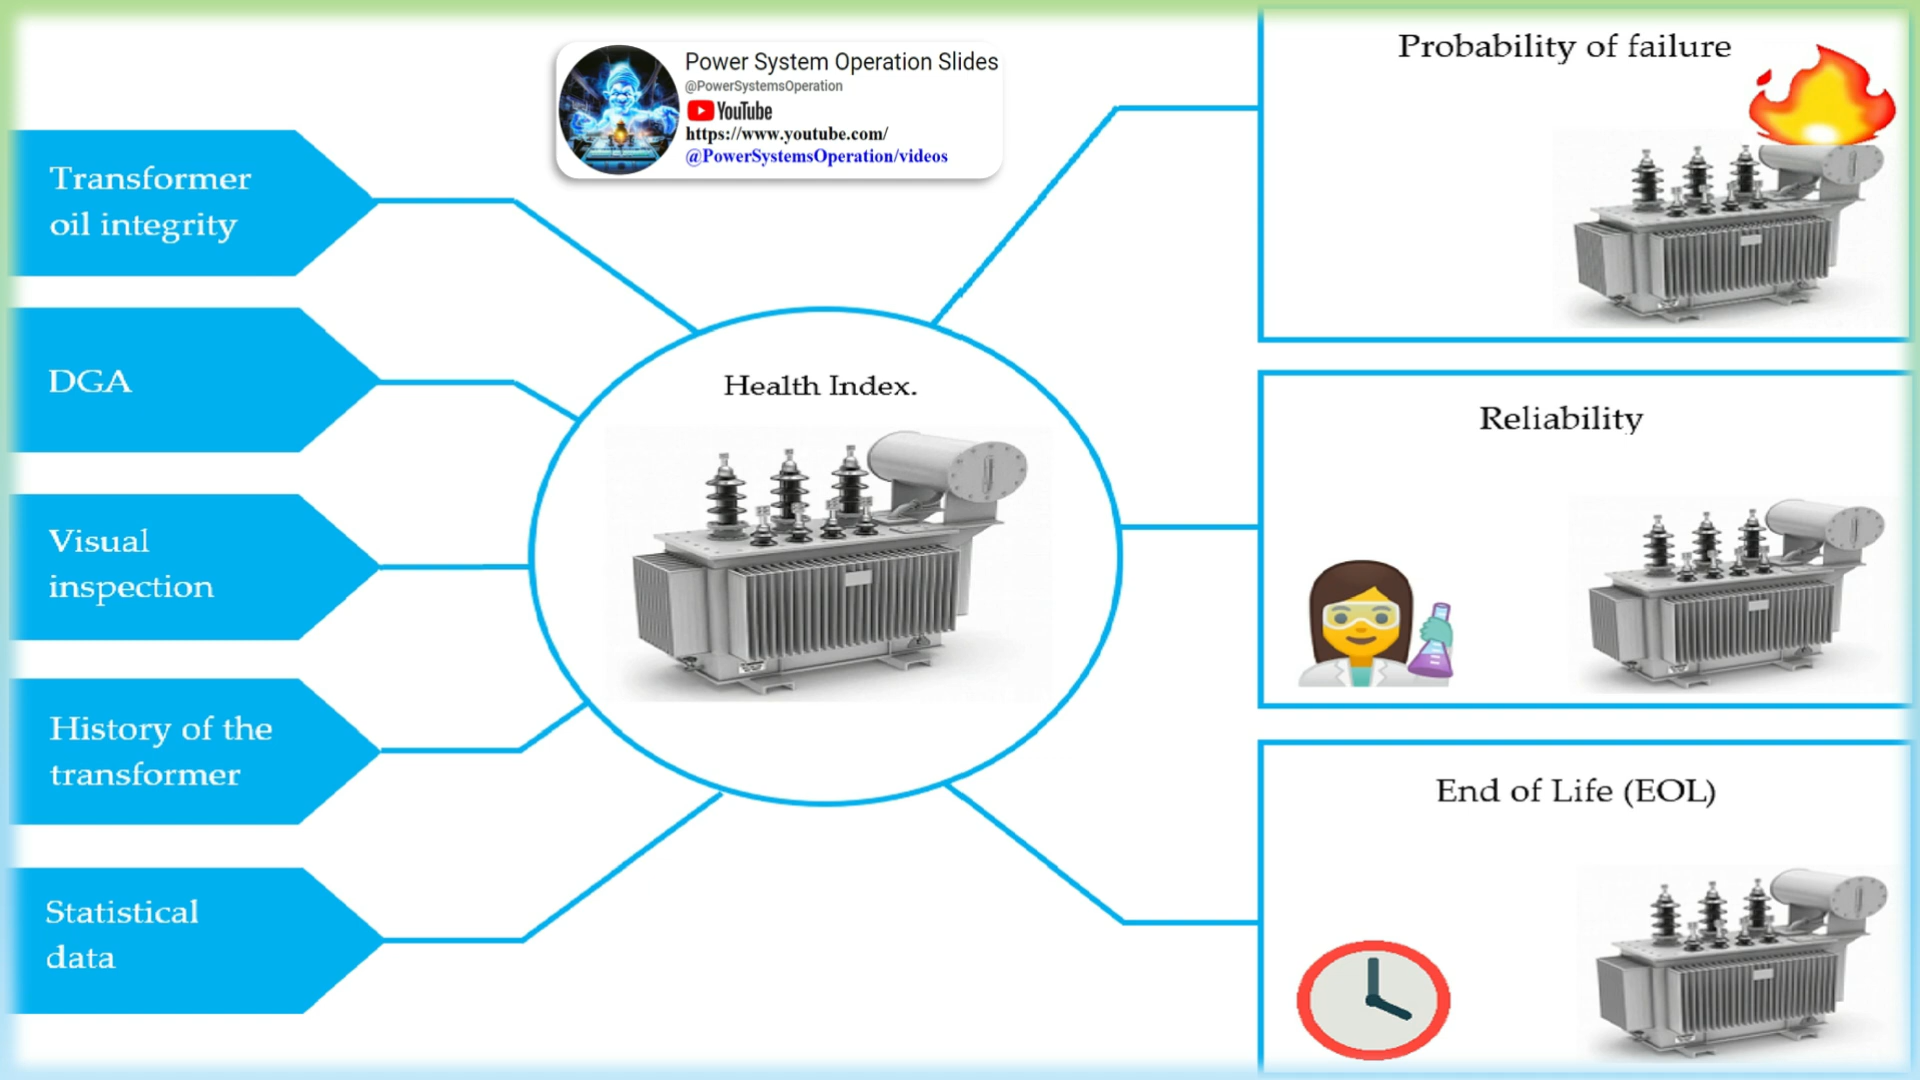 Power System Operation Slides
@PowerSystemsOperation
YouTube
https://www.youtube.com/
@PowerSystemsOperation/videos
Transformer
oil integrity
DGA
Visual
inspection
History of the
transformer
Statistical
data
Health Index.
Probability of failure
Reliability
End of Life (EOL)